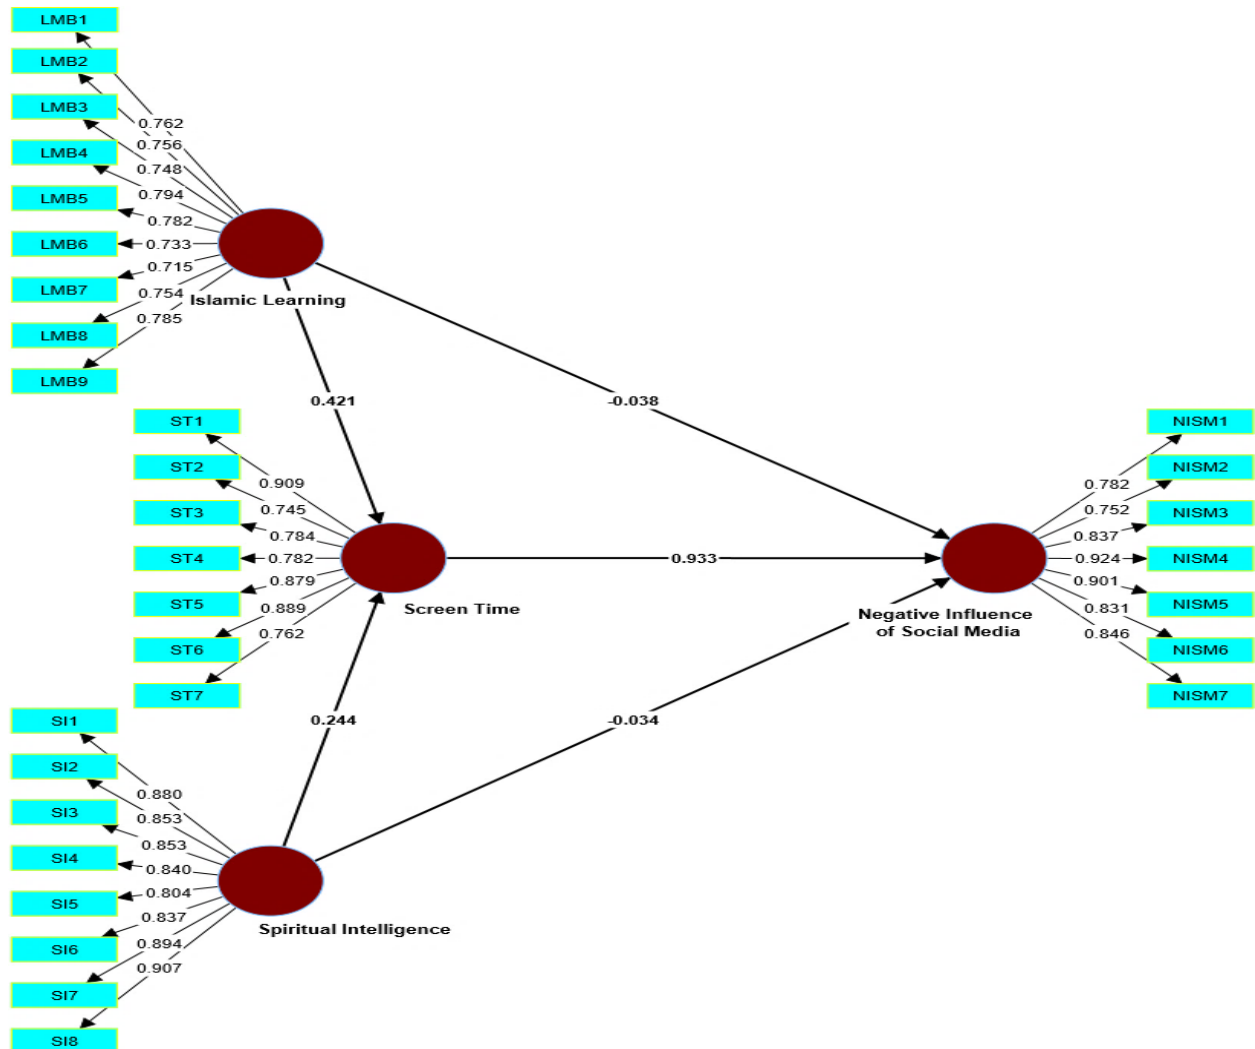 LMB1
LMB2
LMB3
LMB4
LMB5
LMB6
LMB7
LMB8
LMB9
0.762
0.756
0.748
0.794
0.782
0.733
0.715
0.754
0.785
Islamic Learning
0.421
-0.038
ST1
ST2
ST3
ST4
ST5
ST6
ST7
0.909
0.745
0.784
0.782
0.879
0.889
0.762
Screen Time
0.933
NISM1
NISM2
NISM3
NISM4
NISM5
NISM6
NISM7
0.782
0.752
0.837
0.924
0.901
0.831
0.846
Negative Influence
of Social Media
0.244
-0.034
SI1
SI2
SI3
SI4
SI5
SI6
SI7
SI8
0.880
0.853
0.853
0.840
0.804
0.837
0.894
0.907
Spiritual Intelligence